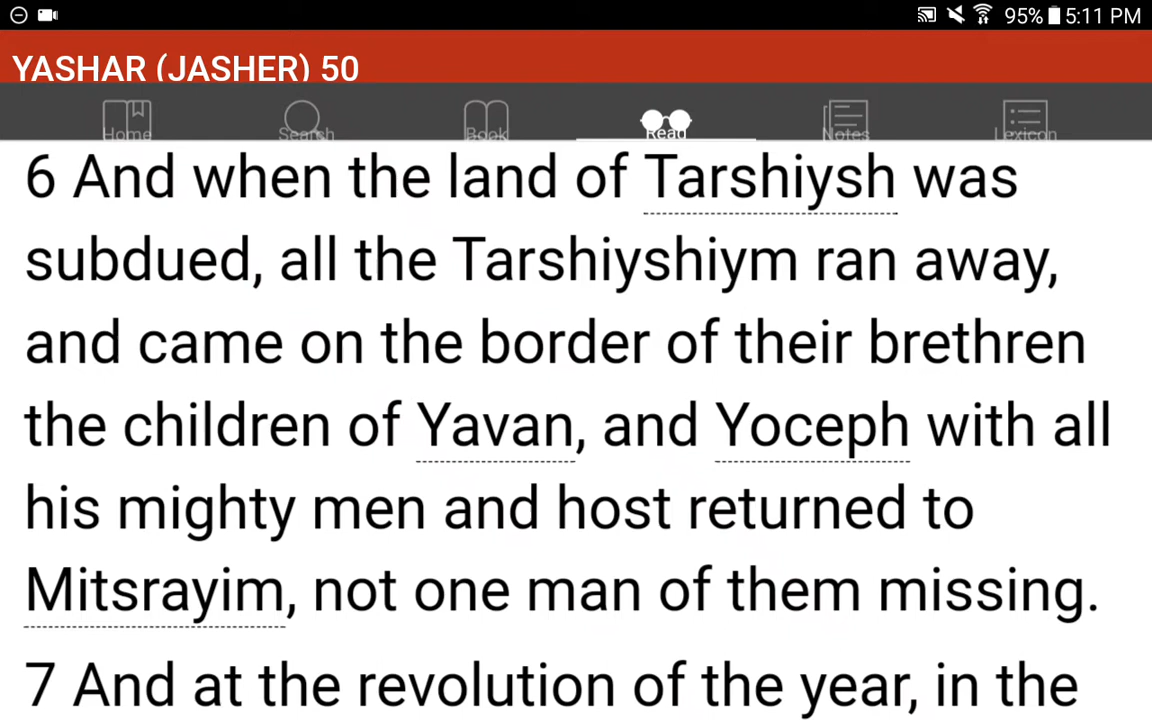 95% 5:11 PM
YASHAR (JASHER) 50
Home Search Book Read Notes Lexicon
6 And when the land of Tarshiysh was
subdued, all the Tarshiyshiym ran away,
and came on the border of their brethren
the children of Yavan, and Yoceph with all
his mighty men and host returned to
Mitsrayim, not one man of them missing.
7 And at the revolution of the year, in the